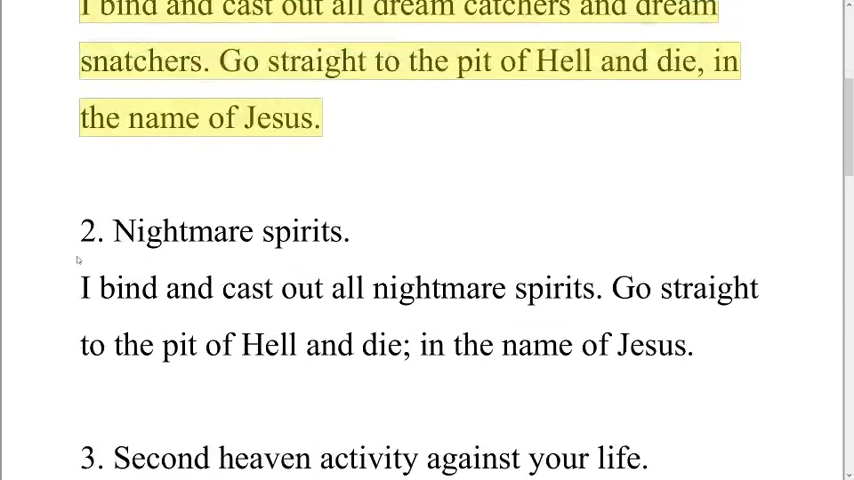 I bind and cast out all dream catchers and dream
snatchers. Go straight to the pit of Hell and die, in
the name of Jesus.
2. Nightmare spirits.
I bind and cast out all nightmare spirits. Go straight
to the pit of Hell and die; in the name of Jesus.
3. Second heaven activity against your life.